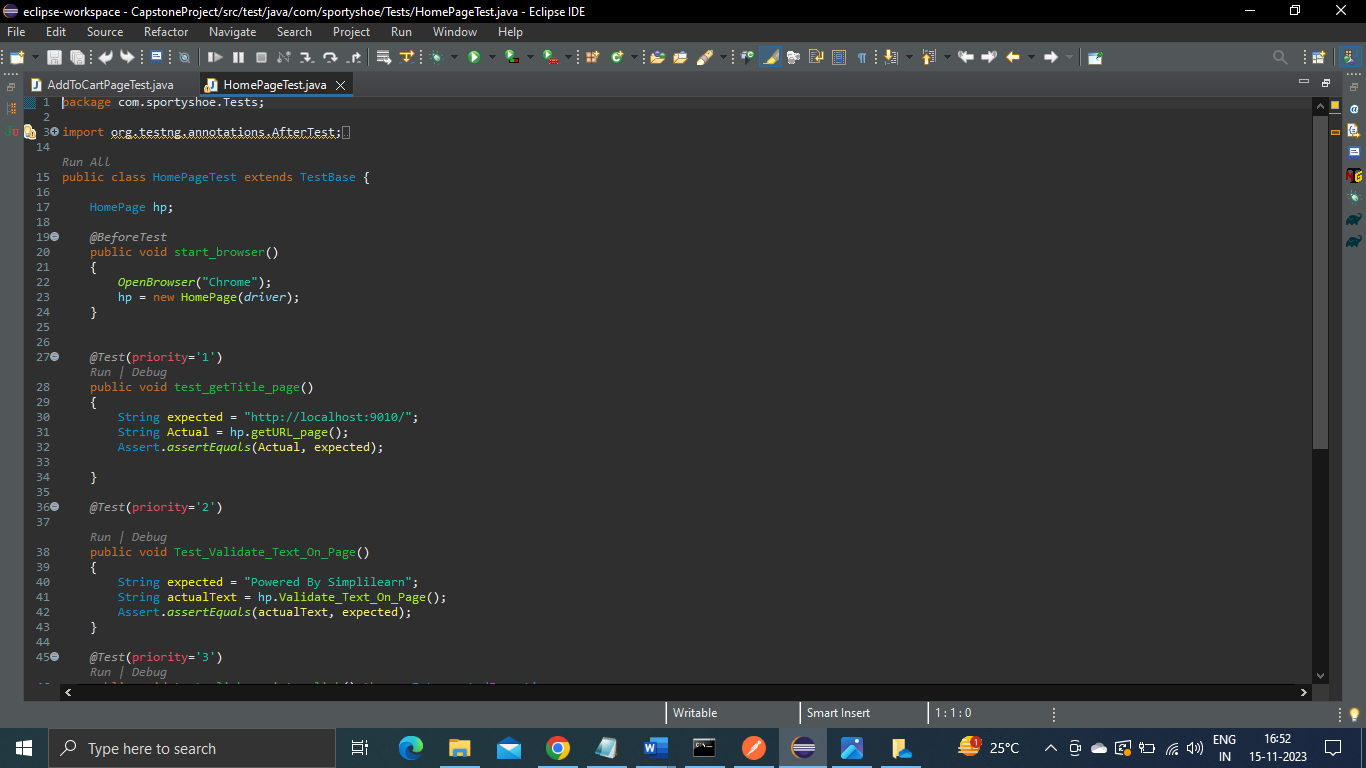 eclipse-workspace - CapstoneProject/src/test/java/com/sportyshoe/Tests/HomePageTest.java - Eclipse IDE
File Edit Source Refactor Navigate Search Project Run Window Help
AddToCartPageTest.java HomePageTest.java
1 package com.sportyshoe.Tests;
2
3 import org.testng.annotations.AfterTest;
14
Run All
15 public class HomePageTest extends TestBase {
16
17 HomePage hp;
18
19 @BeforeTest
20 public void start_browser()
21 {
22 OpenBrowser("Chrome");
23 hp = new HomePage(driver);
24 }
25
26
27 @Test(priority='1')
Run | Debug
28 public void test_getTitle_page()
29 {
30 String expected = "http://localhost:9010/";
31 String Actual = hp.getURL_page();
32 Assert.assertEquals(Actual, expected);
33
34 }
35
36 @Test(priority='2')
37
Run | Debug
38 public void Test_Validate_Text_On_Page()
39 {
40 String expected = "Powered By Simplilearn";
41 String actualText = hp.Validate_Text_On_Page();
42 Assert.assertEquals(actualText, expected);
43 }
44
45 @Test(priority='3')
Run | Debug
Writable Smart Insert 1 : 1 : 0
Type here to search
1 25°C
ENG
IN
16:52
15-11-2023